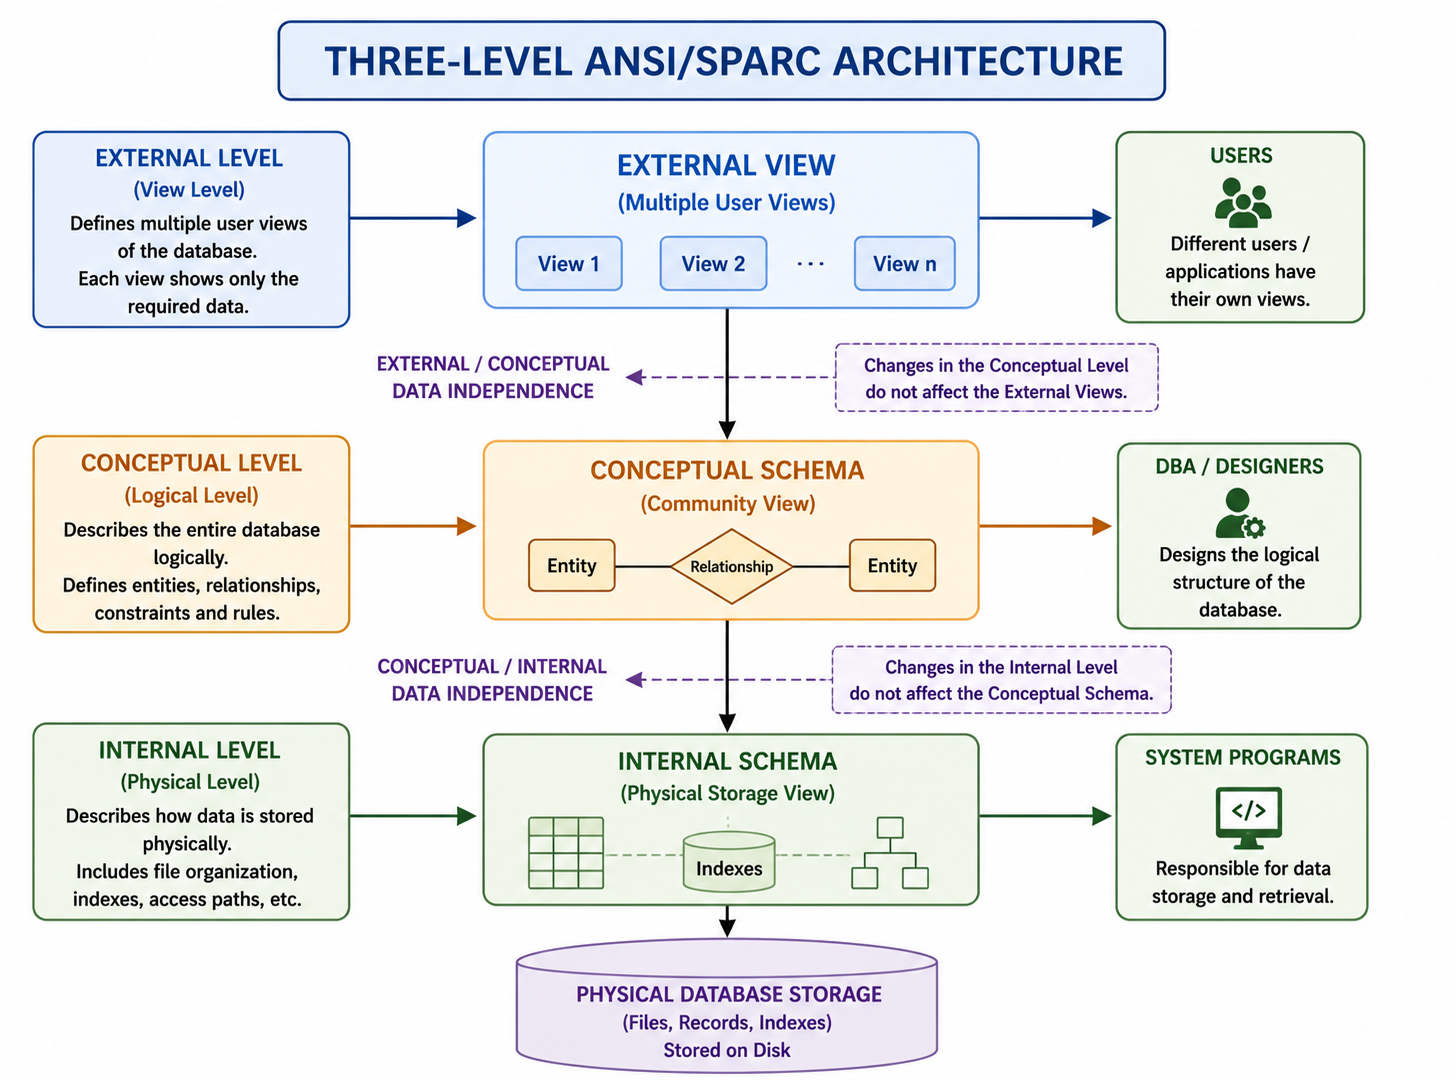 THREE-LEVEL ANSI/SPARC ARCHITECTURE
EXTERNAL LEVEL
(View Level)
Defines multiple user views
of the database.
Each view shows only the
required data.
EXTERNAL VIEW
(Multiple User Views)
View 1
View 2
...
View n
USERS
Different users /
applications have
their own views.
EXTERNAL / CONCEPTUAL
DATA INDEPENDENCE
Changes in the Conceptual Level
do not affect the External Views.
CONCEPTUAL LEVEL
(Logical Level)
Describes the entire database
logically.
Defines entities, relationships,
constraints and rules.
CONCEPTUAL SCHEMA
(Community View)
Entity
Relationship
Entity
DBA / DESIGNERS
Designs the logical
structure of the
database.
CONCEPTUAL / INTERNAL
DATA INDEPENDENCE
Changes in the Internal Level
do not affect the Conceptual Schema.
INTERNAL LEVEL
(Physical Level)
Describes how data is stored
physically.
Includes file organization,
indexes, access paths, etc.
INTERNAL SCHEMA
(Physical Storage View)
Indexes
SYSTEM PROGRAMS
</>
Responsible for data
storage and retrieval.
PHYSICAL DATABASE STORAGE
(Files, Records, Indexes)
Stored on Disk